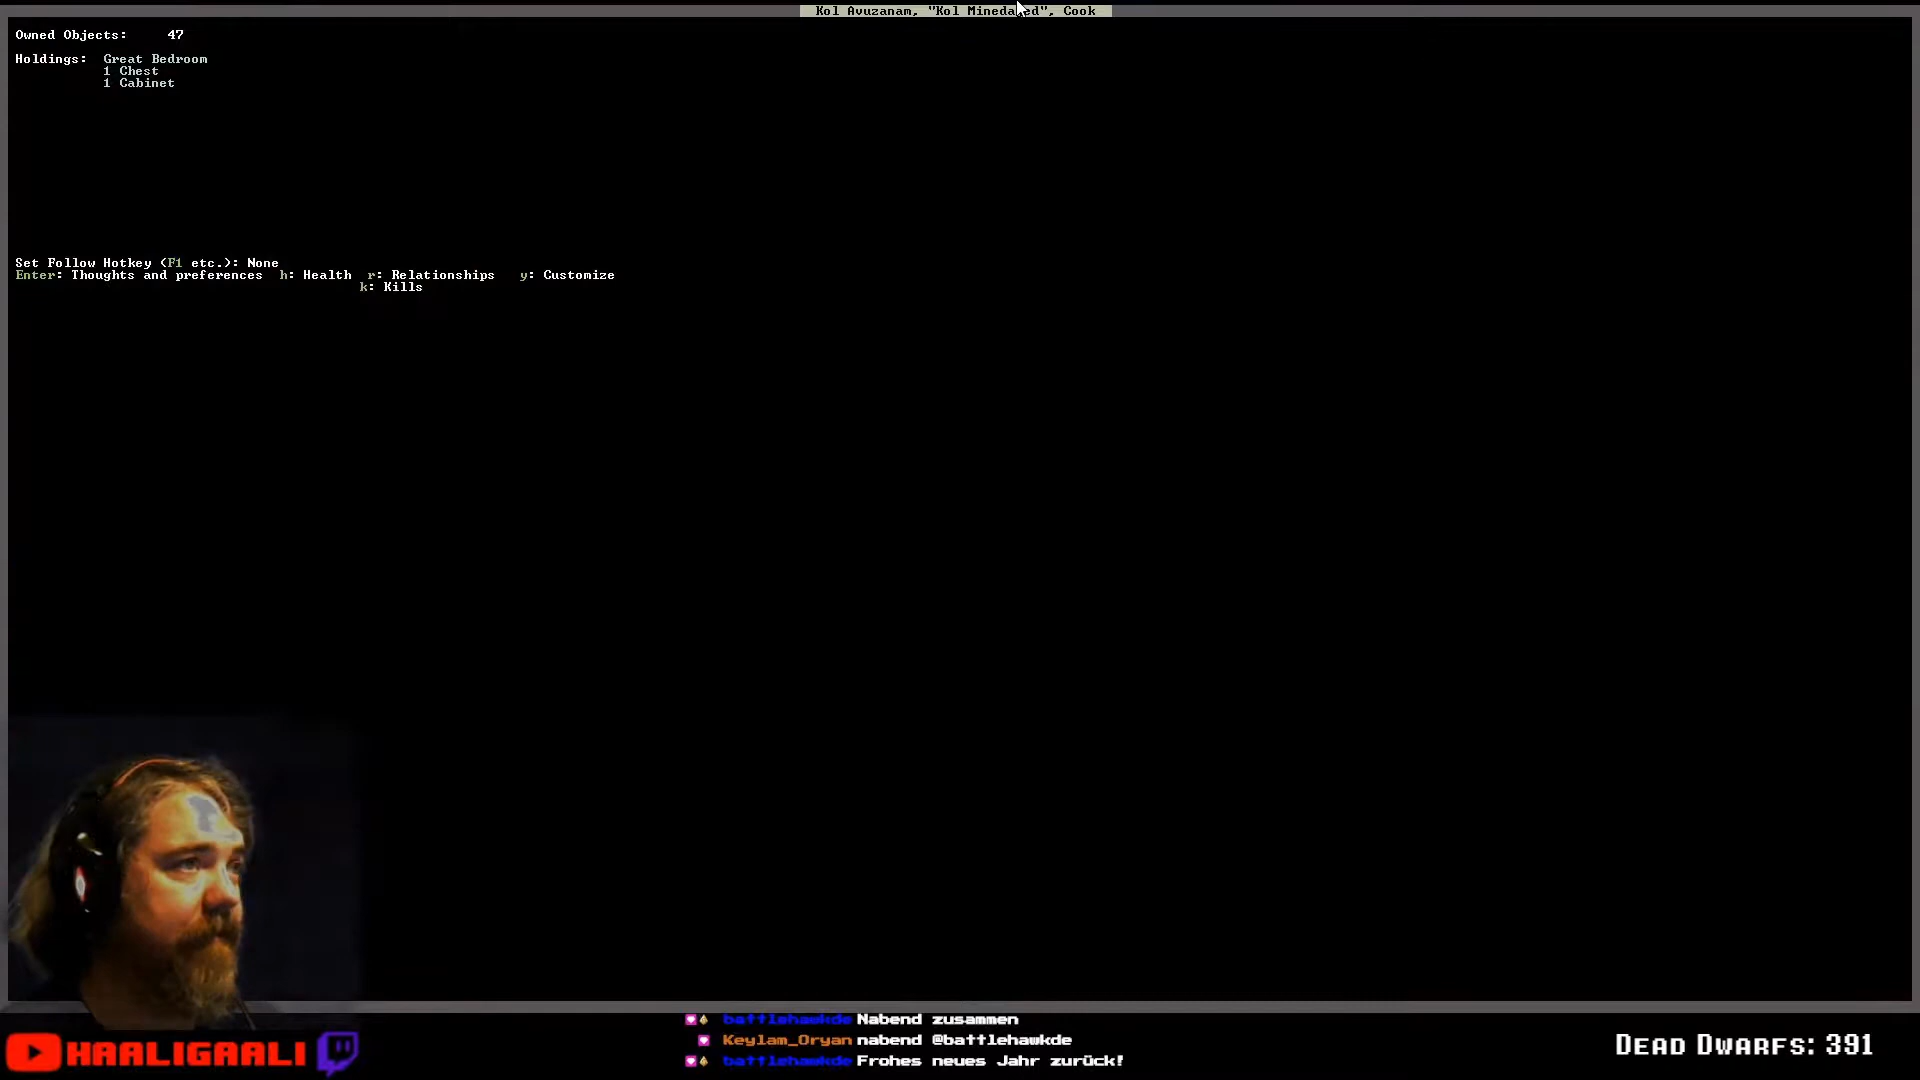 Kol Avuzanam, "Kol Mineda ed", Cook
Owned Objects: 47
Holdings: Great Bedroom
1 Chest
1 Cabinet
Set Follow Hotkey (F1 etc.): None
Enter: Thoughts and preferences h: Health r: Relationships y: Customize
k: Kills
battlehawkde Nabend zusammen
Keylam_Oryan nabend @battlehawkde
battlehawkde Frohes neues Jahr zurück!
HAALIGAALI
DEAD DWARFS: 391